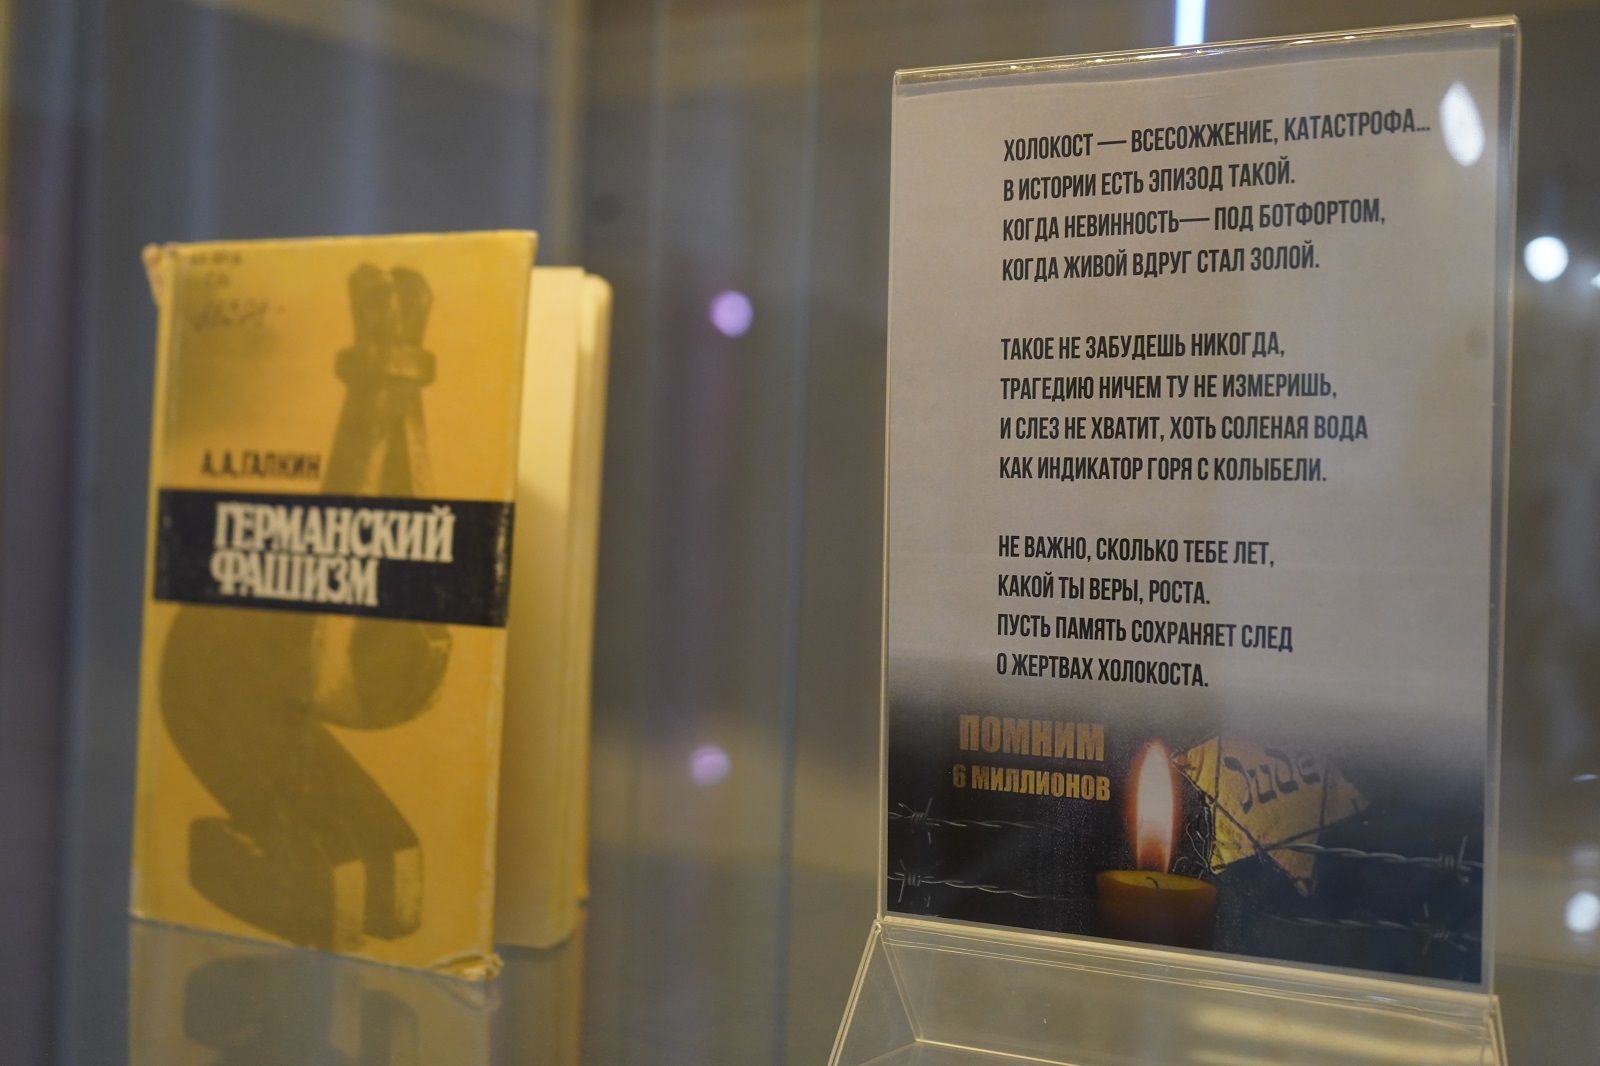 А.А.ГАЛКИН
ГЕРМАНСКИЙ
ФАШИЗМ
ХОЛОКОСТ — ВСЕСОЖЖЕНИЕ, КАТАСТРОФА...
В ИСТОРИИ ЕСТЬ ЭПИЗОД ТАКОЙ.
КОГДА НЕВИННОСТЬ— ПОД БОТФОРТОМ,
КОГДА ЖИВОЙ ВДРУГ СТАЛ ЗОЛОЙ.
ТАКОЕ НЕ ЗАБУДЕШЬ НИКОГДА,
ТРАГЕДИЮ НИЧЕМ ТУ НЕ ИЗМЕРИШЬ,
И СЛЕЗ НЕ ХВАТИТ, ХОТЬ СОЛЕНАЯ ВОДА
КАК ИНДИКАТОР ГОРЯ С КОЛЫБЕЛИ.
НЕ ВАЖНО, СКОЛЬКО ТЕБЕ ЛЕТ,
КАКОЙ ТЫ ВЕРЫ, РОСТА.
ПУСТЬ ПАМЯТЬ СОХРАНЯЕТ СЛЕД
О ЖЕРТВАХ ХОЛОКОСТА.
ПОМНИМ
6 МИЛЛИОНОВ
Jude